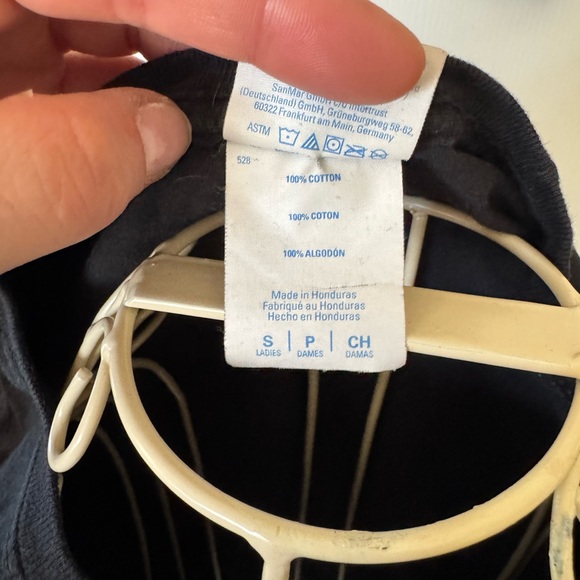 SanMar GmbH c/o Intertrust
(Deutschland) GmbH, Grüneburgweg 58-62,
60322 Frankfurt am Main, Germany
ASTM
528
100% COTTON
100% COTON
100% ALGODÓN
Made in Honduras
Fabriqué au Honduras
Hecho en Honduras
S | P | CH
LADIES | DAMES | DAMAS